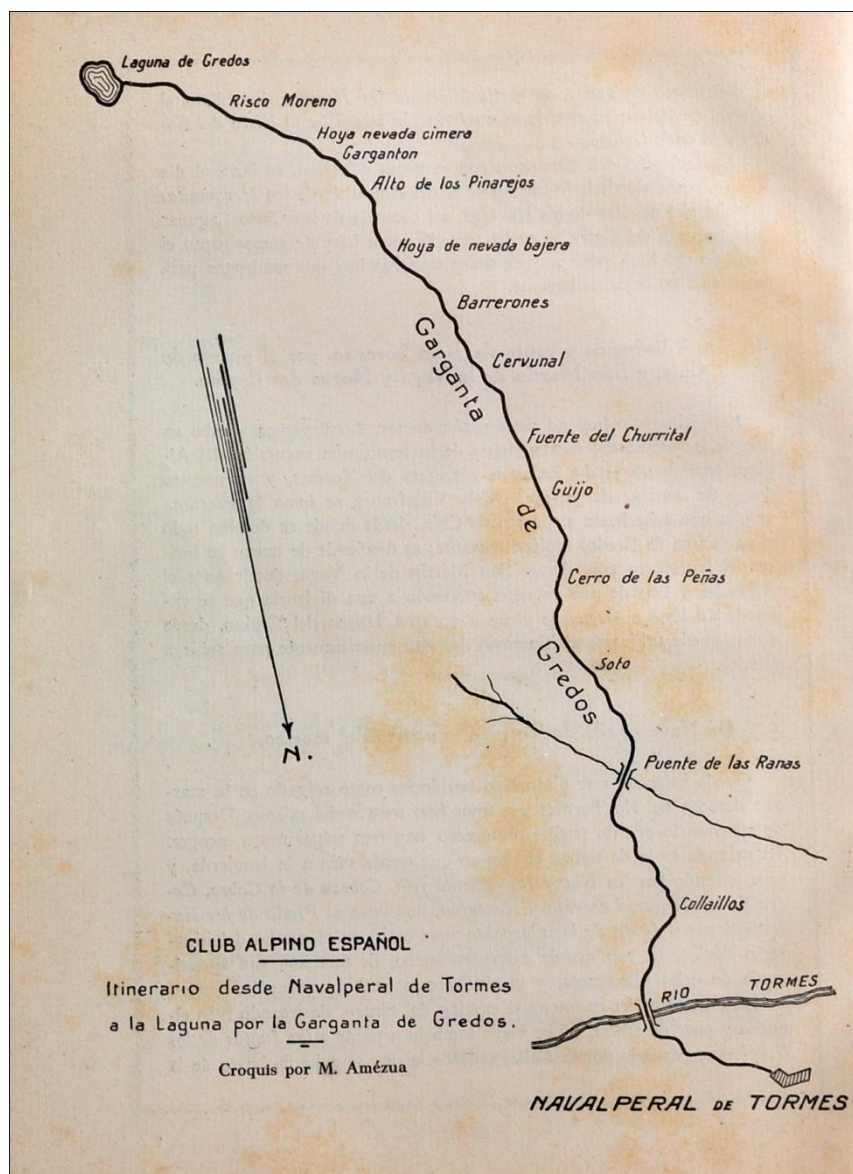 Laguna de Gredos
Risco Moreno
Hoya nevada cimera
Garganton
Alto de los Pinarejos
Hoya de nevada bajera
Barrerones
Garganta
Cervunal
Fuente del Churrital
Guijo
de
Cerro de las Peñas
Gredos
Soto
N.
Puente de las Ranas
Collaillos
CLUB ALPINO ESPAÑOL
Itinerario desde Navalperal de Tormes
a la Laguna por la Garganta de Gredos.
Croquis por M. Amézua
RIO TORMES
NAVALPERAL DE TORMES